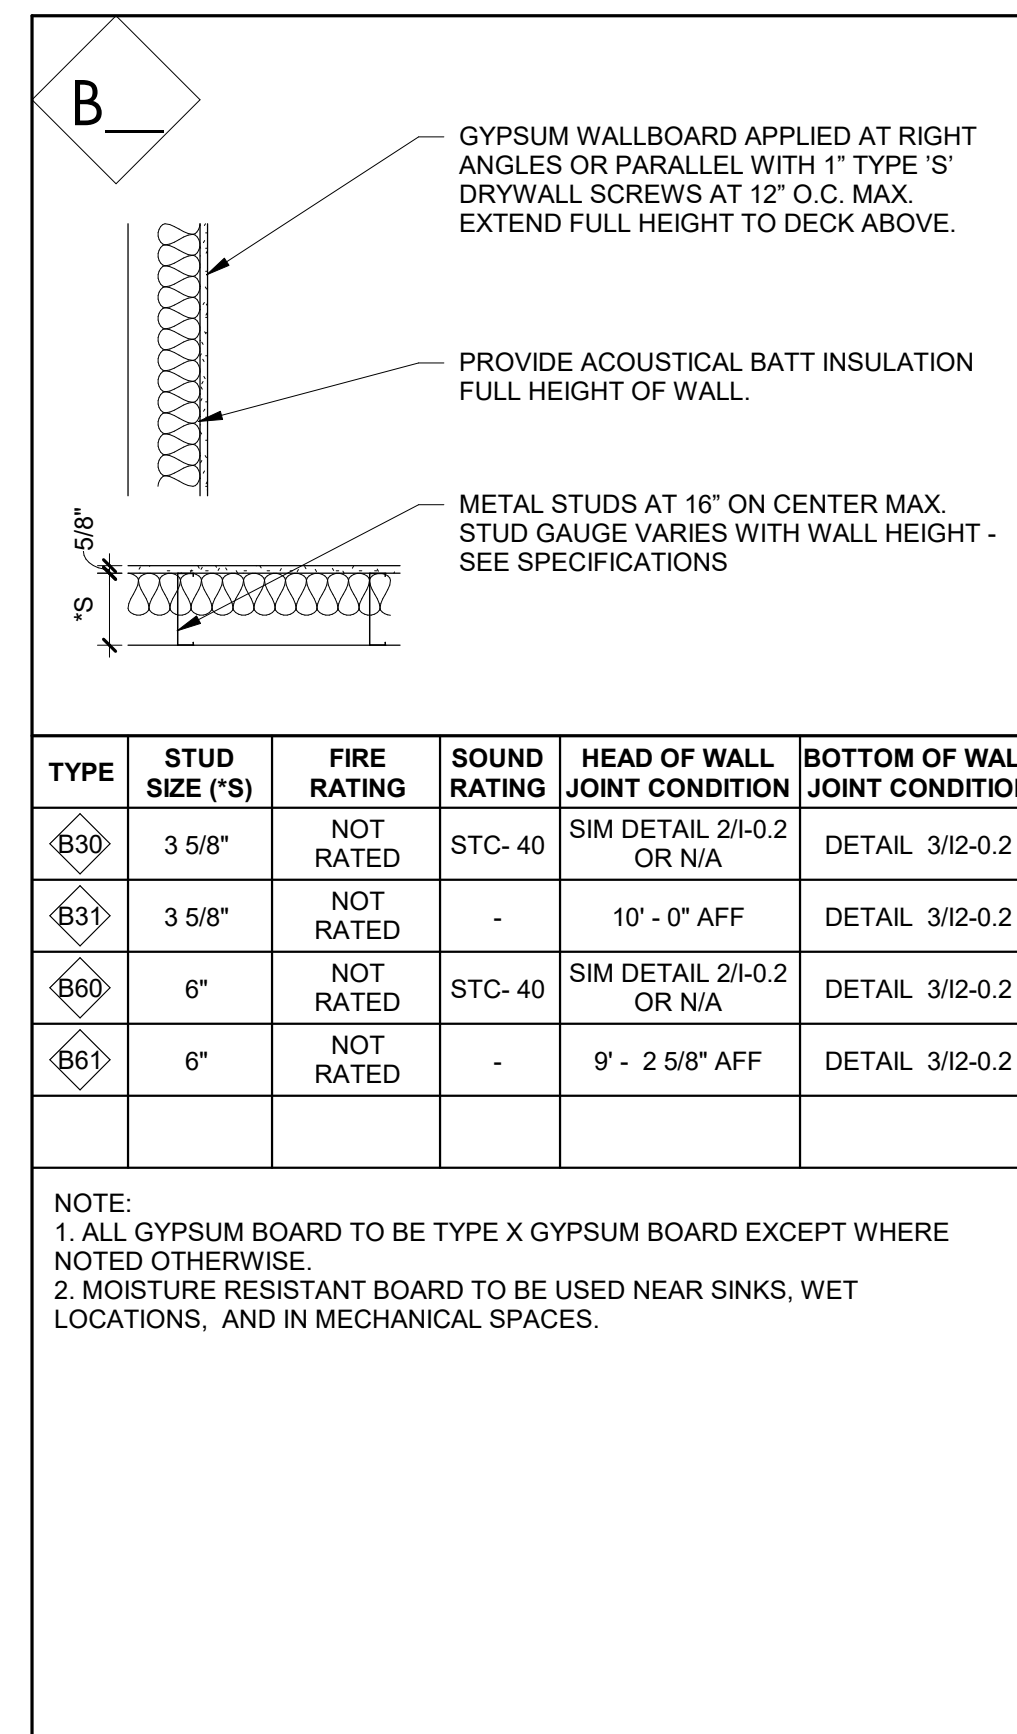 B__
GYPSUM WALLBOARD APPLIED AT RIGHT
ANGLES OR PARALLEL WITH 1” TYPE ’S’
DRYWALL SCREWS AT 12” O.C. MAX.
EXTEND FULL HEIGHT TO DECK ABOVE.
PROVIDE ACOUSTICAL BATT INSULATION
FULL HEIGHT OF WALL.
METAL STUDS AT 16” ON CENTER MAX.
STUD GAUGE VARIES WITH WALL HEIGHT -
SEE SPECIFICATIONS
5/8"
*S
TYPE STUD SIZE (*S) FIRE RATING SOUND RATING HEAD OF WALL JOINT CONDITION BOTTOM OF WALL JOINT CONDITION
B30 3 5/8" NOT RATED STC- 40 SIM DETAIL 2/I-0.2 OR N/A DETAIL 3/I2-0.2
B31 3 5/8" NOT RATED - 10' - 0" AFF DETAIL 3/I2-0.2
B60 6" NOT RATED STC- 40 SIM DETAIL 2/I-0.2 OR N/A DETAIL 3/I2-0.2
B61 6" NOT RATED - 9' - 2 5/8" AFF DETAIL 3/I2-0.2
NOTE:
1. ALL GYPSUM BOARD TO BE TYPE X GYPSUM BOARD EXCEPT WHERE
NOTED OTHERWISE.
2. MOISTURE RESISTANT BOARD TO BE USED NEAR SINKS, WET
LOCATIONS, AND IN MECHANICAL SPACES.